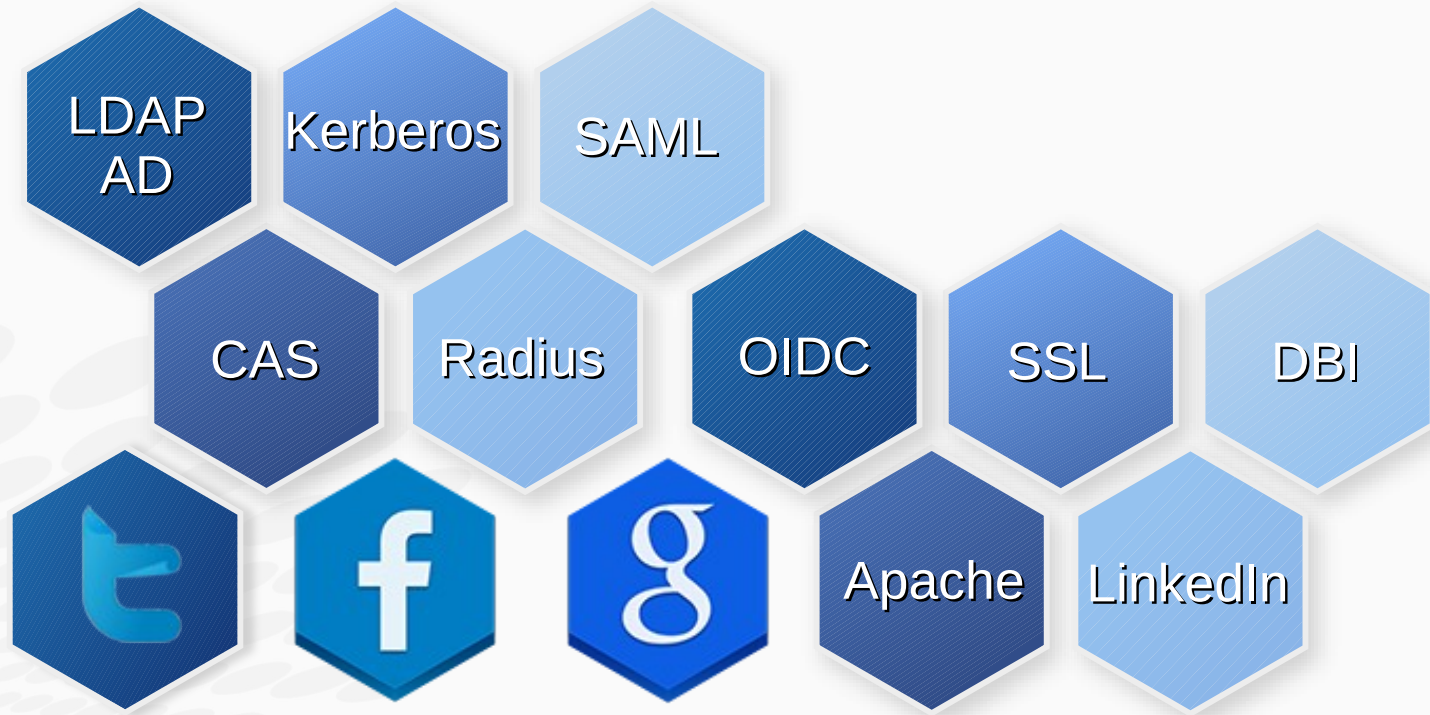 LDAP
AD
Kerberos
SAML
CAS
Radius
OIDC
SSL
DBI
t
f
g
Apache
LinkedIn